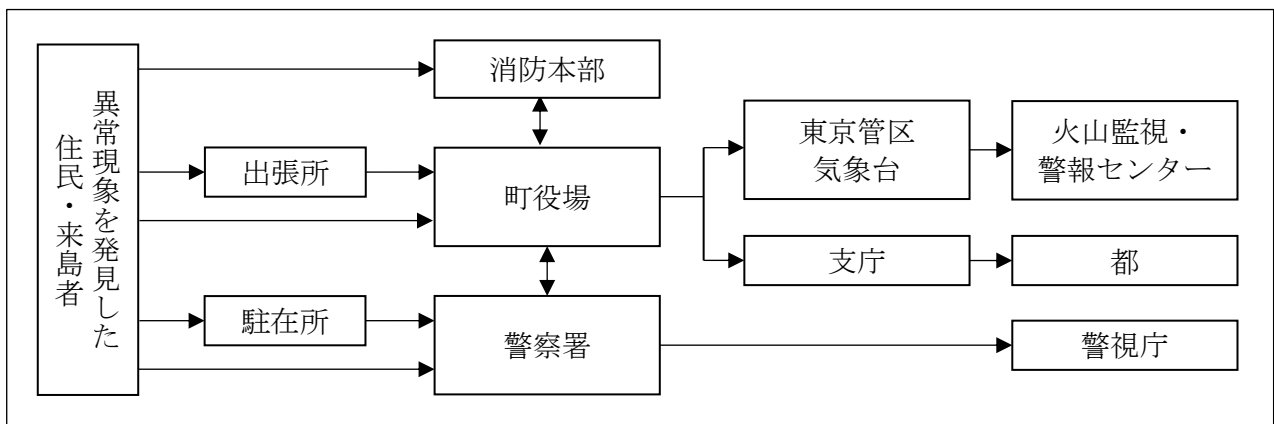 異常現象を発見した
住民・来島者
消防本部
出張所
町役場
駐在所
警察署
東京管区
気象台
火山監視・
警報センター
支庁
都
警視庁